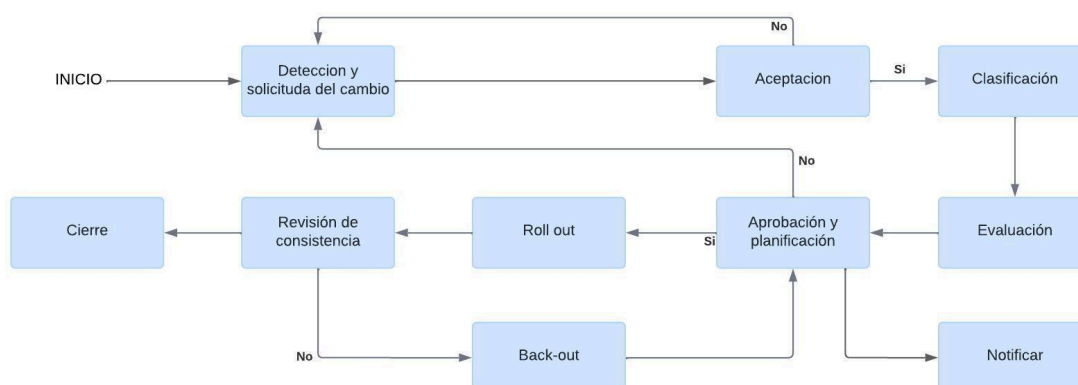 No
INICIO
Deteccion y
solicituda del cambio
Aceptacion
Si
Clasificación
No
Cierre
Revisión de
consistencia
Roll out
Si
Aprobación y
planificación
Evaluación
No
Back-out
Notificar